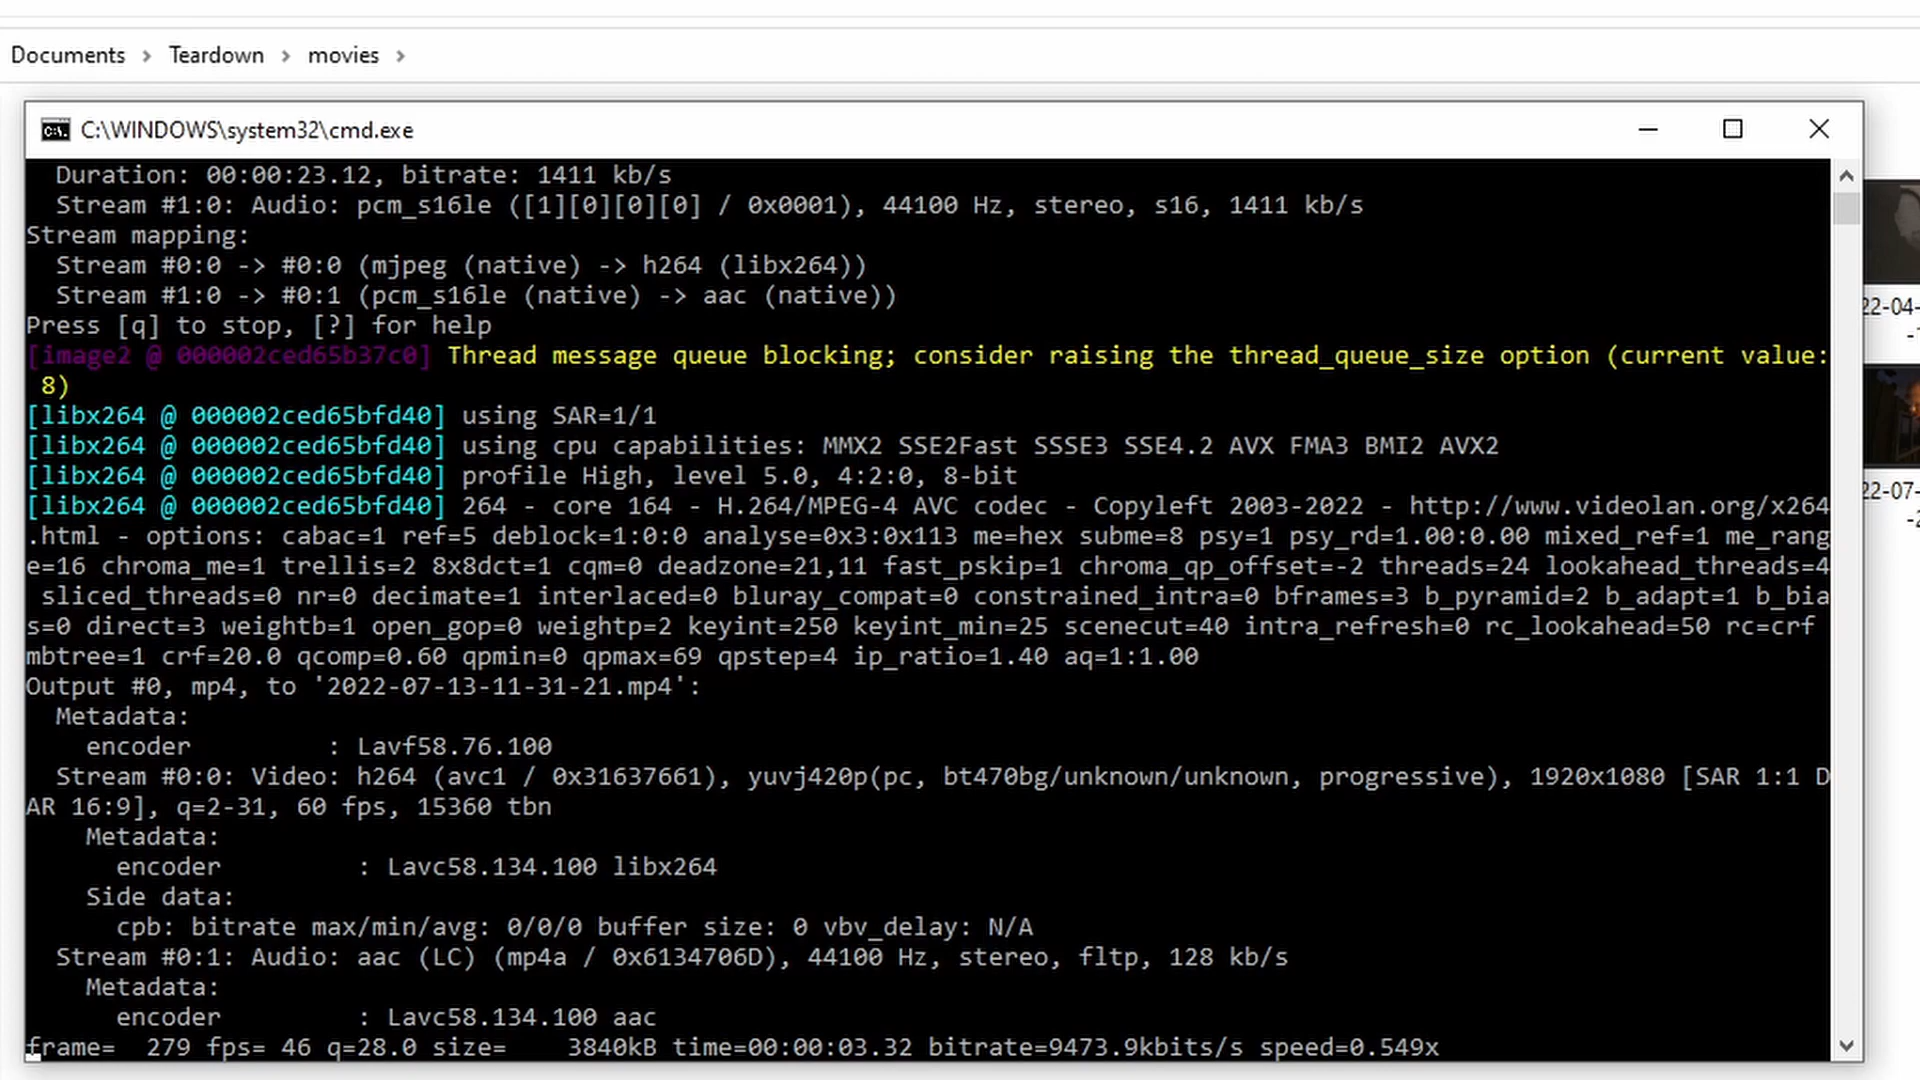 Documents > Teardown > movies >
C:\WINDOWS\system32\cmd.exe
Duration: 00:00:23.12, bitrate: 1411 kb/s
Stream #1:0: Audio: pcm_s16le ([1][0][0][0] / 0x0001), 44100 Hz, stereo, s16, 1411 kb/s
Stream mapping:
Stream #0:0 -> #0:0 (mjpeg (native) -> h264 (libx264))
Stream #1:0 -> #0:1 (pcm_s16le (native) -> aac (native))
Press [q] to stop, [?] for help
[image2 @ 000002ced65b37c0] Thread message queue blocking; consider raising the thread_queue_size option (current value:
8)
[libx264 @ 000002ced65bfd40] using SAR=1/1
[libx264 @ 000002ced65bfd40] using cpu capabilities: MMX2 SSE2Fast SSSE3 SSE4.2 AVX FMA3 BMI2 AVX2
[libx264 @ 000002ced65bfd40] profile High, level 5.0, 4:2:0, 8-bit
[libx264 @ 000002ced65bfd40] 264 - core 164 - H.264/MPEG-4 AVC codec - Copyleft 2003-2022 - http://www.videolan.org/x264
.html - options: cabac=1 ref=5 deblock=1:0:0 analyse=0x3:0x113 me=hex subme=8 psy=1 psy_rd=1.00:0.00 mixed_ref=1 me_rang
e=16 chroma_me=1 trellis=2 8x8dct=1 cqm=0 deadzone=21,11 fast_pskip=1 chroma_qp_offset=-2 threads=24 lookahead_threads=4
sliced_threads=0 nr=0 decimate=1 interlaced=0 bluray_compat=0 constrained_intra=0 bframes=3 b_pyramid=2 b_adapt=1 b_bia
s=0 direct=3 weightb=1 open_gop=0 weightp=2 keyint=250 keyint_min=25 scenecut=40 intra_refresh=0 rc_lookahead=50 rc=crf
mbtree=1 crf=20.0 qcomp=0.60 qpmin=0 qpmax=69 qpstep=4 ip_ratio=1.40 aq=1:1.00
Output #0, mp4, to '2022-07-13-11-31-21.mp4':
Metadata:
encoder : Lavf58.76.100
Stream #0:0: Video: h264 (avc1 / 0x31637661), yuvj420p(pc, bt470bg/unknown/unknown, progressive), 1920x1080 [SAR 1:1 D
AR 16:9], q=2-31, 60 fps, 15360 tbn
Metadata:
encoder : Lavc58.134.100 libx264
Side data:
cpb: bitrate max/min/avg: 0/0/0 buffer size: 0 vbv_delay: N/A
Stream #0:1: Audio: aac (LC) (mp4a / 0x6134706D), 44100 Hz, stereo, fltp, 128 kb/s
Metadata:
encoder : Lavc58.134.100 aac
frame= 279 fps= 46 q=28.0 size= 3840kB time=00:00:03.32 bitrate=9473.9kbits/s speed=0.549x
22-04-
22-07-